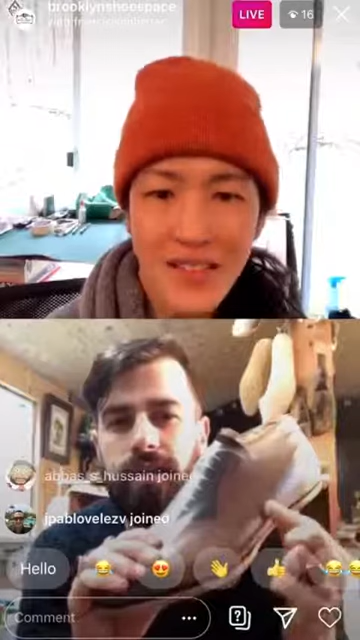 brooklynshoespace
LIVE
16
abbas_s_hussain joined
jpablovelezv joined
Hello
Comment